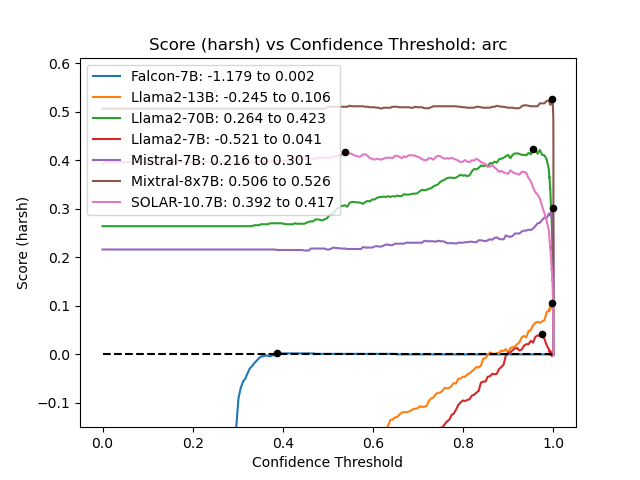 Score (harsh) vs Confidence Threshold: arc
Falcon-7B: -1.179 to 0.002
Llama2-13B: -0.245 to 0.106
Llama2-70B: 0.264 to 0.423
Llama2-7B: -0.521 to 0.041
Mistral-7B: 0.216 to 0.301
Mixtral-8x7B: 0.506 to 0.526
SOLAR-10.7B: 0.392 to 0.417
Score (harsh)
0.6
0.5
0.4
0.3
0.2
0.1
0.0
−0.1
0.0 0.2 0.4 0.6 0.8 1.0
Confidence Threshold